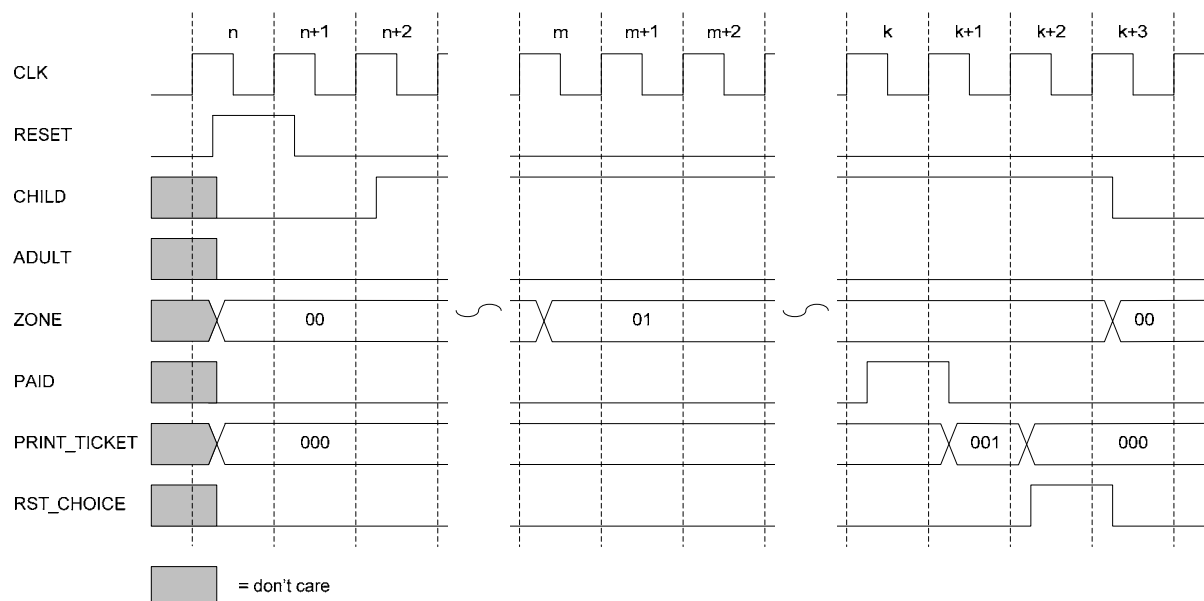 n n+1 n+2 m m+1 m+2 k k+1 k+2 k+3
CLK
RESET
CHILD
ADULT
ZONE 00 01 00
PAID
PRINT_TICKET 000 001 000
RST_CHOICE
= don't care